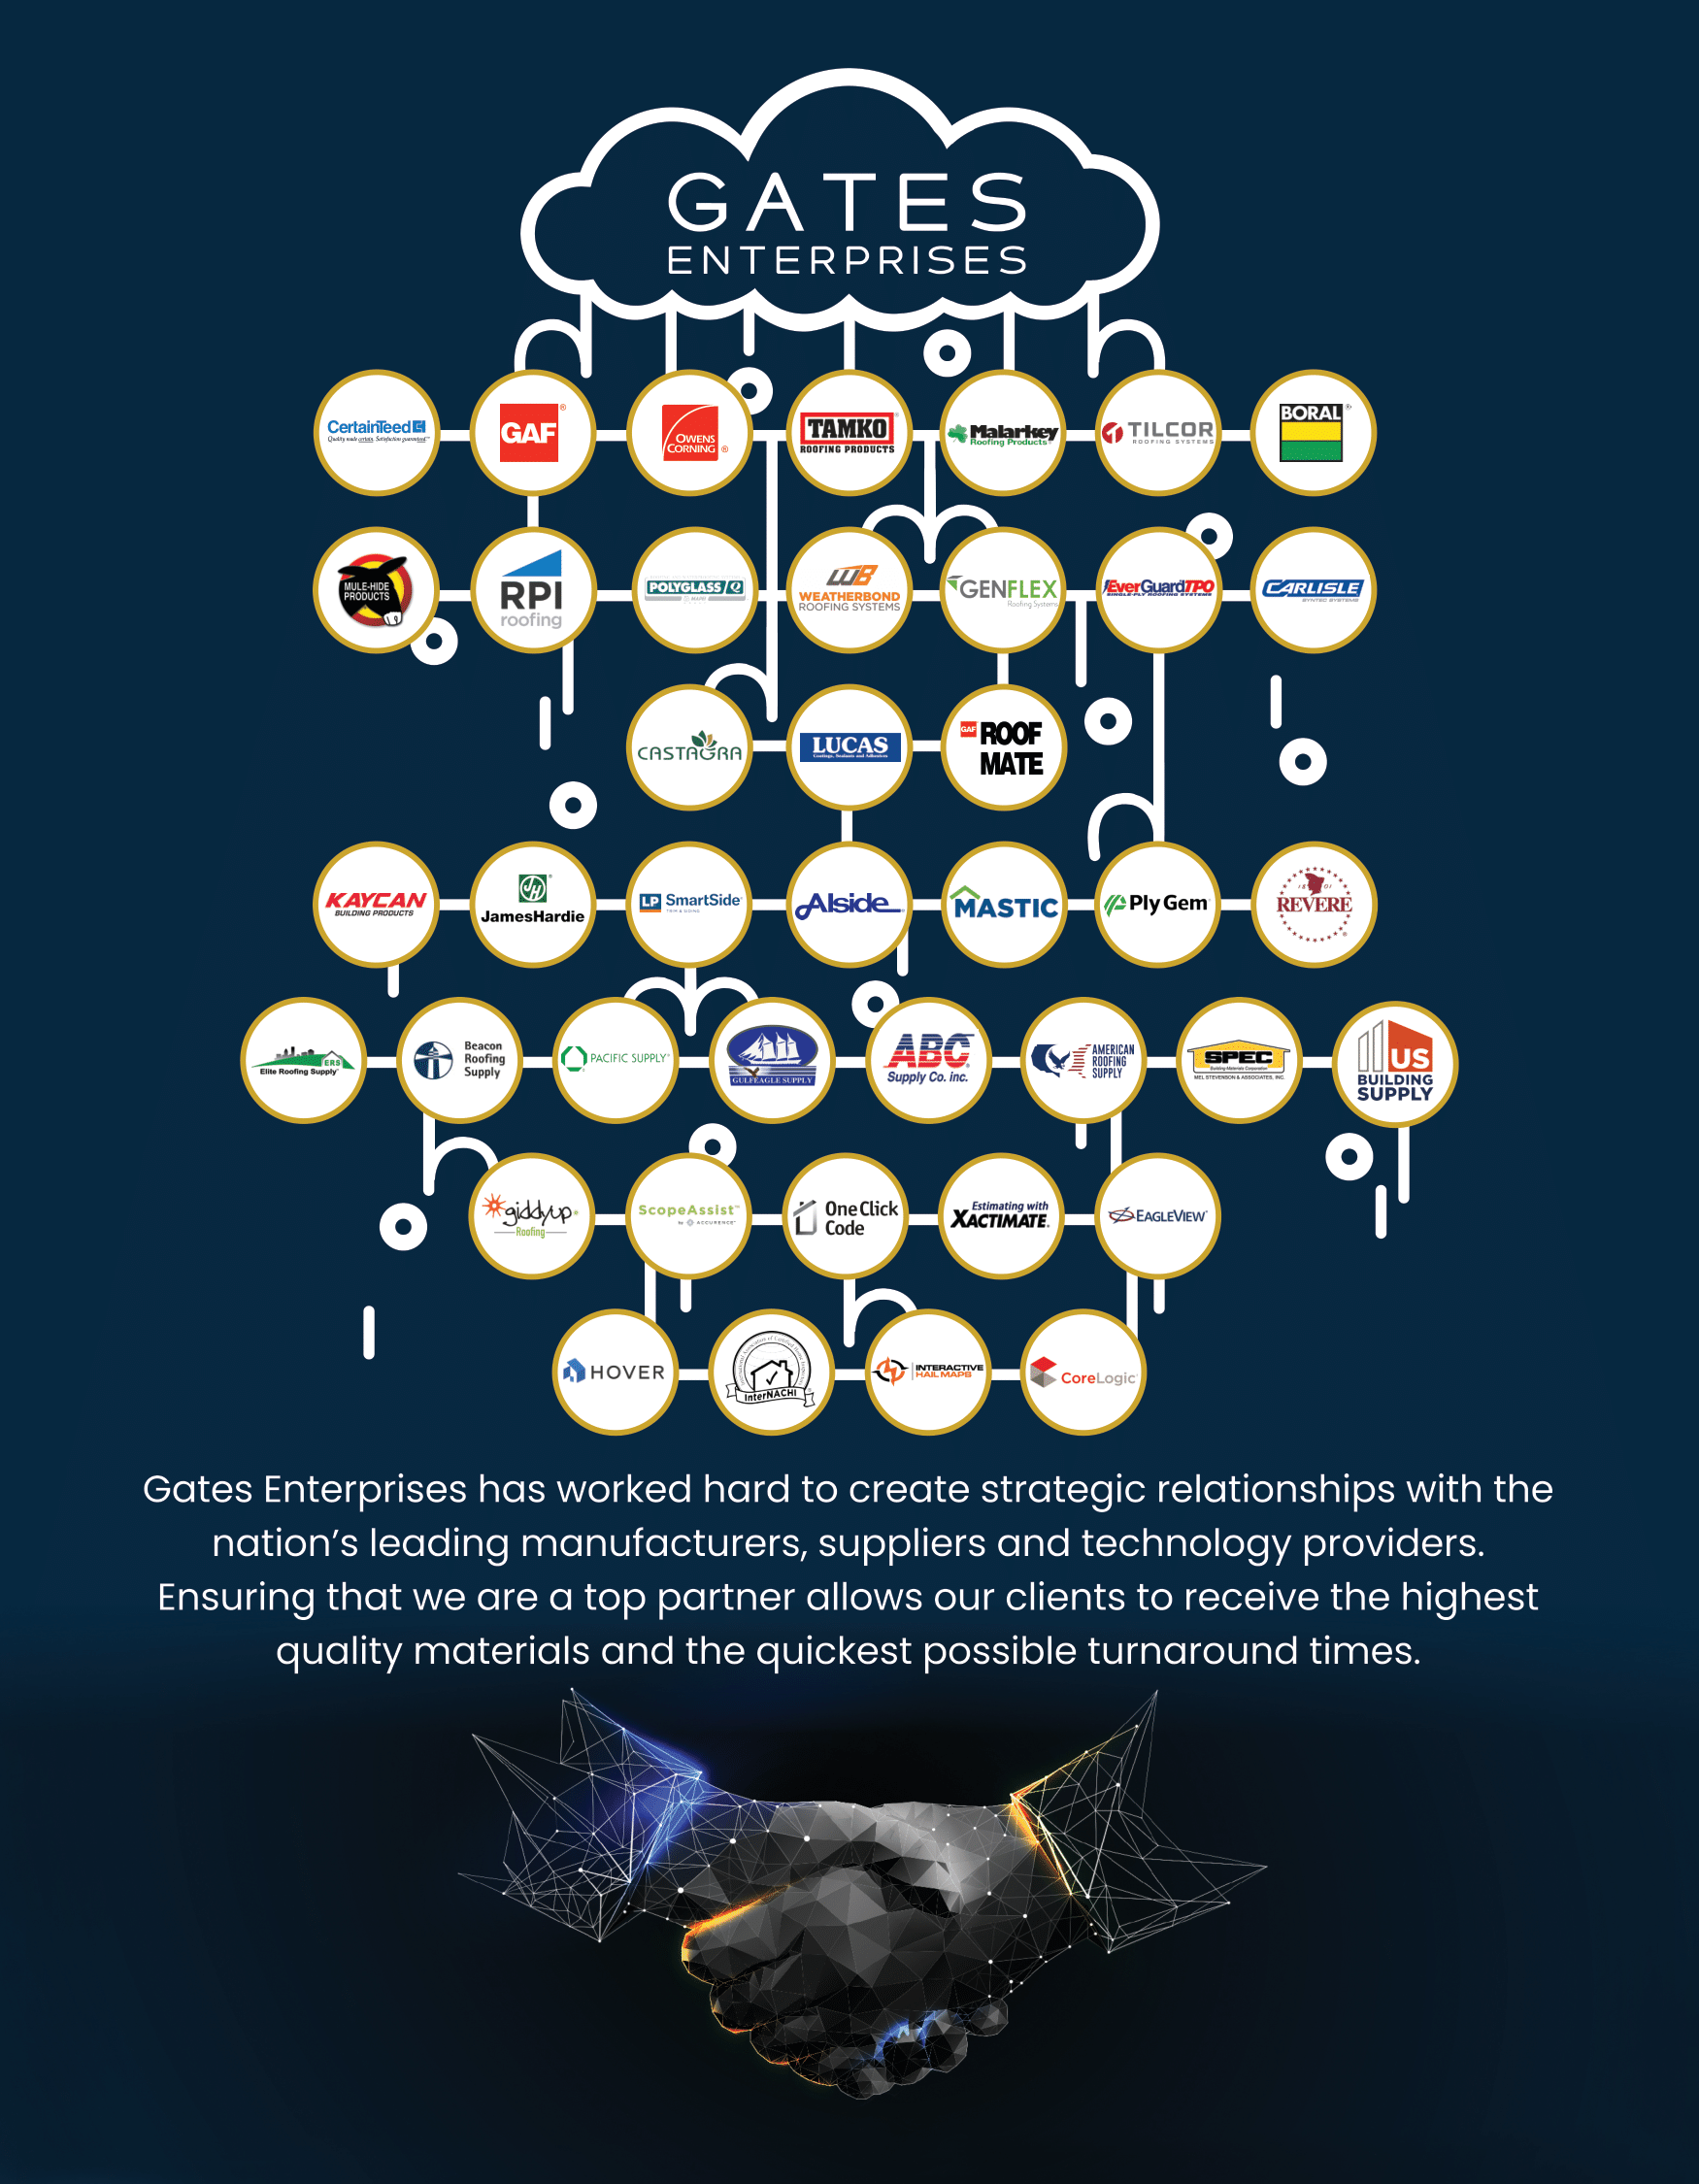 GATES
ENTERPRISES
CertainTeed
Quality made certain. Satisfaction guaranteed.™
GAF ®
OWENS
CORNING ®
TAMKO ®
ROOFING PRODUCTS
Malarkey
Roofing Products
TILCOR
ROOFING SYSTEMS
BORAL ®
MULE-HIDE
PRODUCTS
RPI
roofing
POLYGLASS
WEATHERBOND
ROOFING SYSTEMS
GENFLEX
Roofing Systems
EverGuard TPO
SINGLE-PLY ROOFING SYSTEMS
CARLISLE
SYNTEC SYSTEMS
CASTAGRA
LUCAS
Coatings, Sealants and Adhesives
GAF ROOF
MATE
KAYCAN
BUILDING PRODUCTS
JH
JamesHardie
LP SmartSide
TRIM & SIDING
Alside
MASTIC
Ply Gem
1801
REVERE
ERS
Elite Roofing Supply
Beacon
Roofing
Supply
PACIFIC SUPPLY
GULFEAGLE SUPPLY
ABC
Supply Co. inc.
AMERICAN
ROOFING
SUPPLY
SPEC
Building Materials Corporation
MEL STEVENSON & ASSOCIATES, INC.
US
BUILDING
SUPPLY
giddyup
Roofing
ScopeAssist™
by ACCURENCE™
One Click
Code
Estimating with
XACTIMATE
EAGLEVIEW
HOVER
InterNACHI
INTERACTIVE
HAIL MAPS
CoreLogic
Gates Enterprises has worked hard to create strategic relationships with the
nation’s leading manufacturers, suppliers and technology providers.
Ensuring that we are a top partner allows our clients to receive the highest
quality materials and the quickest possible turnaround times.